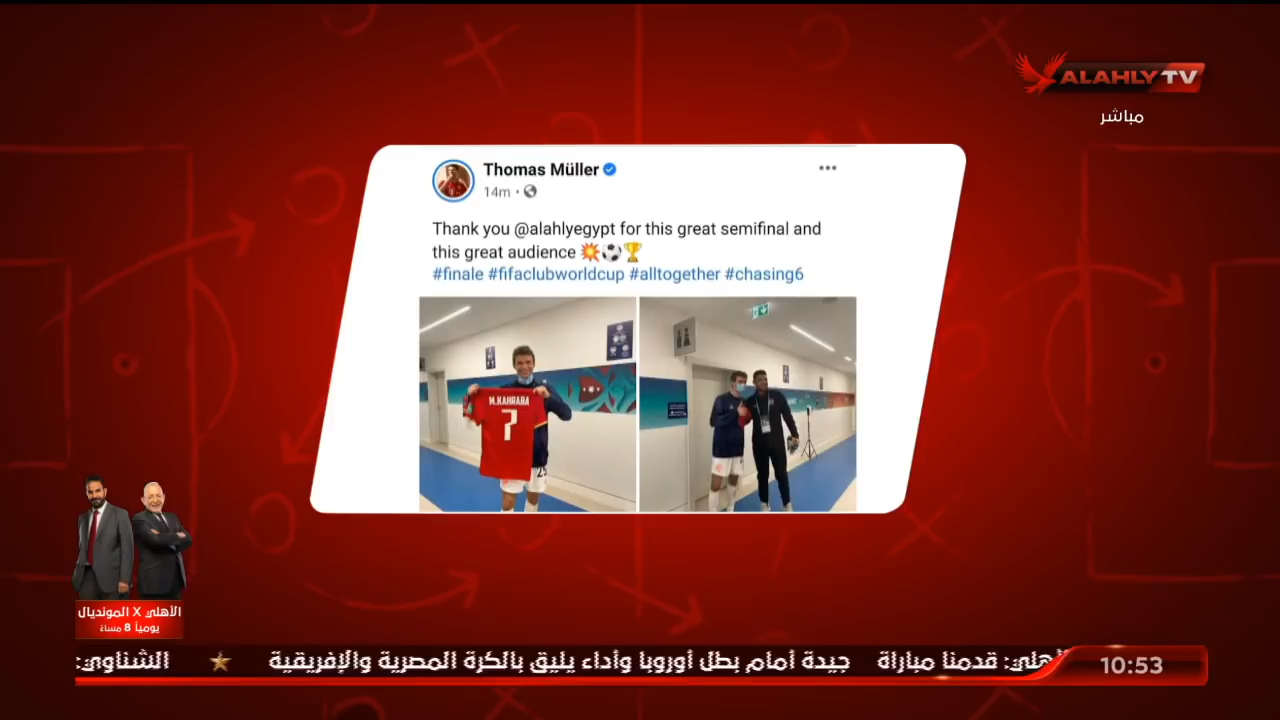 ALAHLY TV
مباشر
Thomas Müller
14m
Thank you @alahlyegypt for this great semifinal and
this great audience 💥⚽🏆
#finale #fifaclubworldcup #alltogether #chasing6
M.KAHRABA
7
الأهلي X المونديال
يومياً 8 مساءً
قدمنا مباراة جيدة أمام بطل أوروبا وأداء يليق بالكرة المصرية والإفريقية ★ الشناوي:
10:53